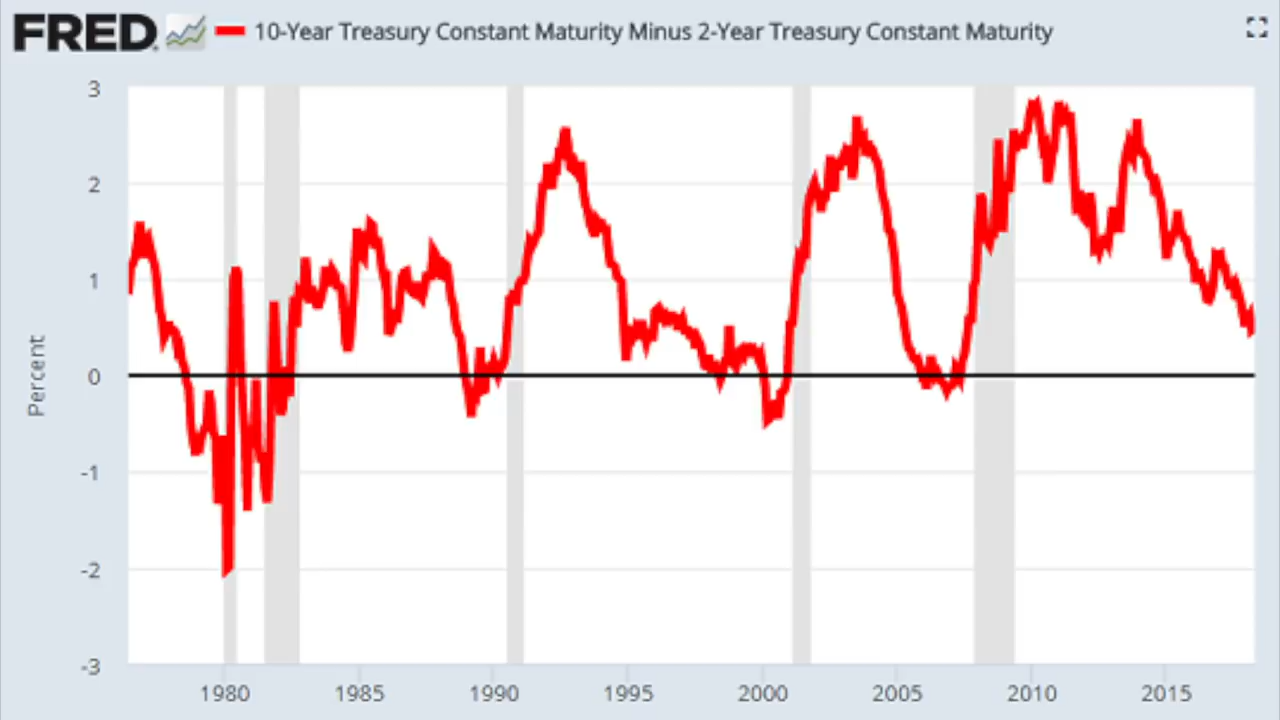 FRED 10-Year Treasury Constant Maturity Minus 2-Year Treasury Constant Maturity
3
2
1
0
-1
-2
-3
Percent
1980 1985 1990 1995 2000 2005 2010 2015